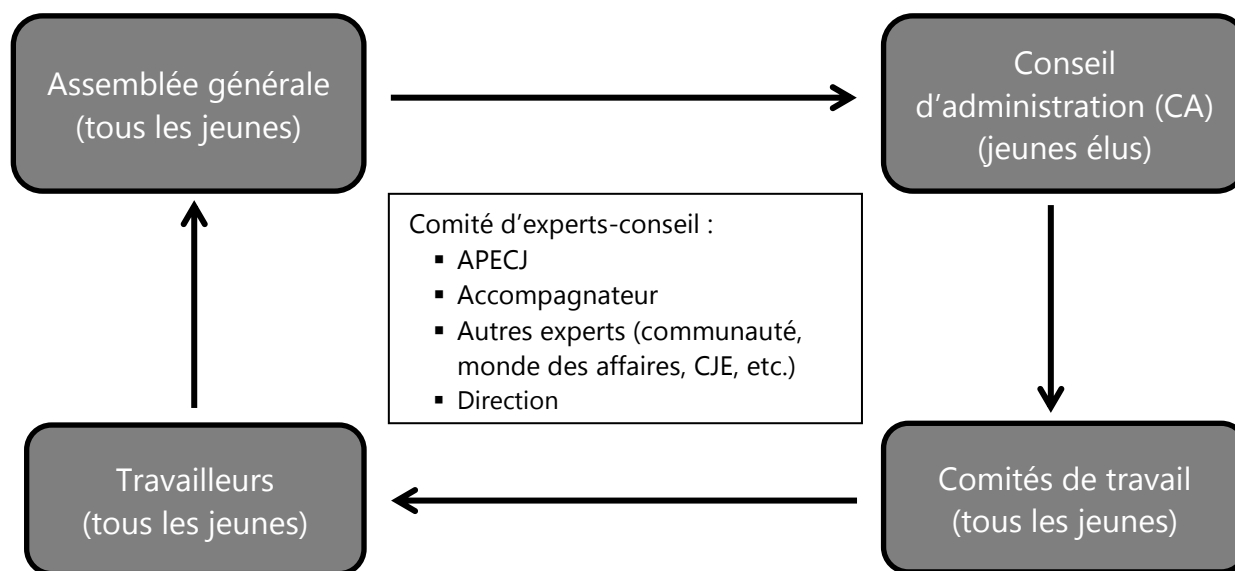 Assemblée générale
(tous les jeunes)
Conseil
d’administration (CA)
(jeunes élus)
Comité d’experts-conseil :
▪ APECJ
▪ Accompagnateur
▪ Autres experts (communauté,
monde des affaires, CJE, etc.)
▪ Direction
Travailleurs
(tous les jeunes)
Comités de travail
(tous les jeunes)